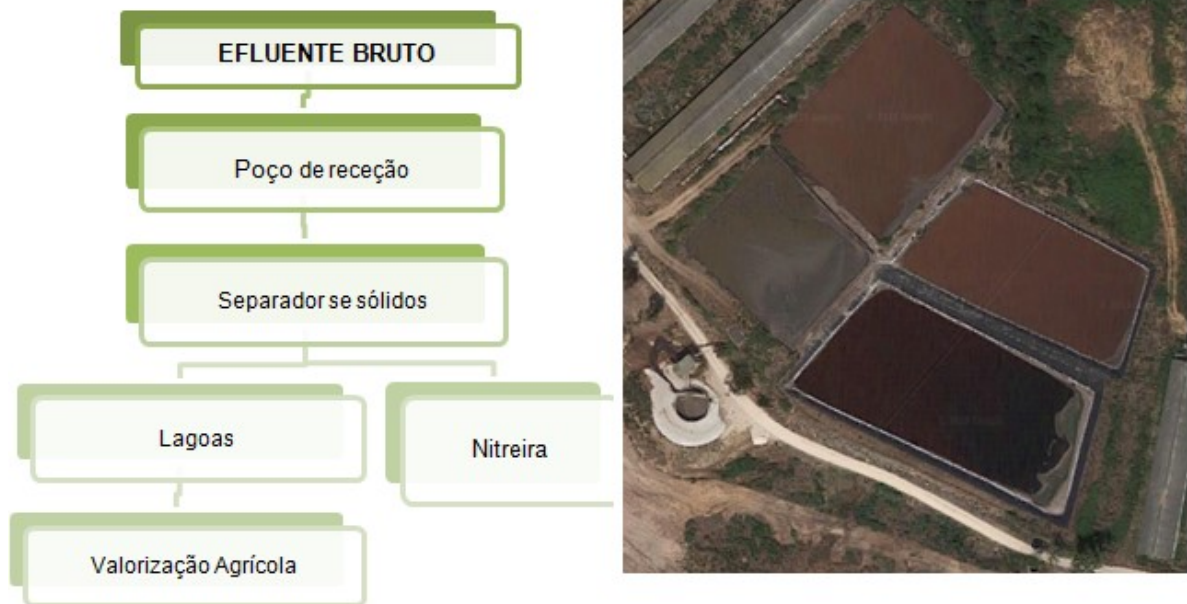 EFLUENTE BRUTO
Poço de receção
Separador se sólidos
Lagoas
Nitreira
Valorização Agrícola